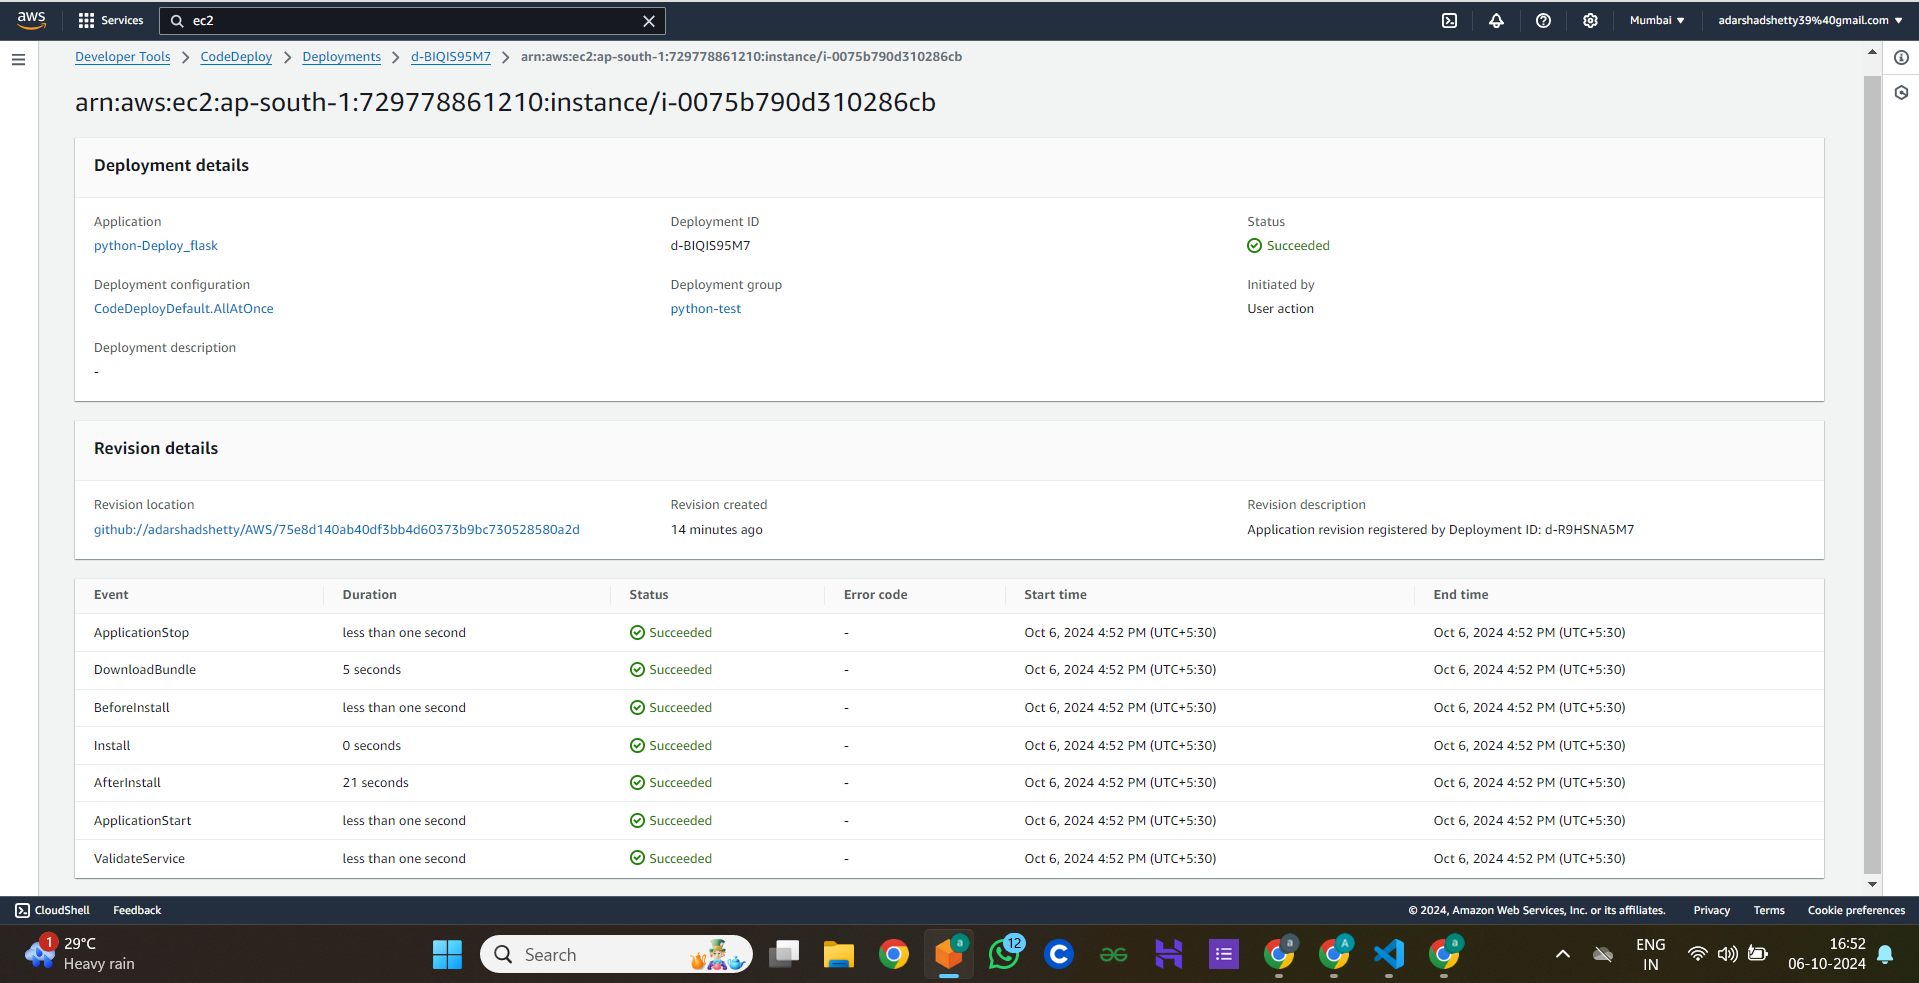 aws Services ec2 Mumbai adarshadshetty39%40gmail.com
Developer Tools CodeDeploy Deployments d-BIQIS95M7 arn:aws:ec2:ap-south-1:729778861210:instance/i-0075b790d310286cb
arn:aws:ec2:ap-south-1:729778861210:instance/i-0075b790d310286cb
Deployment details
Application Deployment ID Status
python-Deploy_flask d-BIQIS95M7 Succeeded
Deployment configuration Deployment group Initiated by
CodeDeployDefault.AllAtOnce python-test User action
Deployment description
-
Revision details
Revision location Revision created Revision description
github://adarshadshetty/AWS/75e8d140ab40df3bb4d60373b9bc730528580a2d 14 minutes ago Application revision registered by Deployment ID: d-R9HSNA5M7
Event Duration Status Error code Start time End time
ApplicationStop less than one second Succeeded - Oct 6, 2024 4:52 PM (UTC+5:30) Oct 6, 2024 4:52 PM (UTC+5:30)
DownloadBundle 5 seconds Succeeded - Oct 6, 2024 4:52 PM (UTC+5:30) Oct 6, 2024 4:52 PM (UTC+5:30)
BeforeInstall less than one second Succeeded - Oct 6, 2024 4:52 PM (UTC+5:30) Oct 6, 2024 4:52 PM (UTC+5:30)
Install 0 seconds Succeeded - Oct 6, 2024 4:52 PM (UTC+5:30) Oct 6, 2024 4:52 PM (UTC+5:30)
AfterInstall 21 seconds Succeeded - Oct 6, 2024 4:52 PM (UTC+5:30) Oct 6, 2024 4:52 PM (UTC+5:30)
ApplicationStart less than one second Succeeded - Oct 6, 2024 4:52 PM (UTC+5:30) Oct 6, 2024 4:52 PM (UTC+5:30)
ValidateService less than one second Succeeded - Oct 6, 2024 4:52 PM (UTC+5:30) Oct 6, 2024 4:52 PM (UTC+5:30)
CloudShell Feedback © 2024, Amazon Web Services, Inc. or its affiliates. Privacy Terms Cookie preferences
1 29°C a 12 a A a ENG 16:52
Heavy rain Search IN 06-10-2024